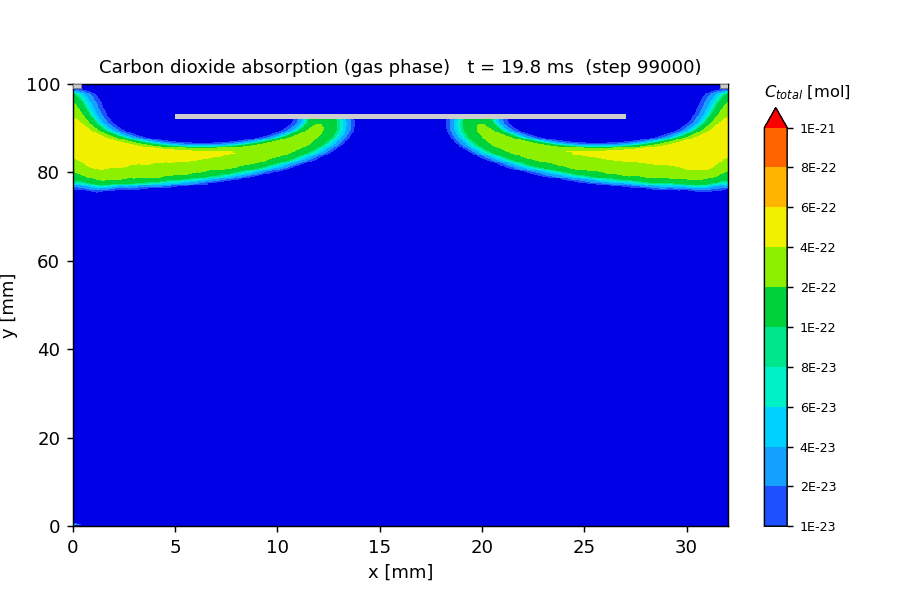 Carbon dioxide absorption (gas phase)   t = 19.8 ms  (step 99000)
C_total [mol]
1E-21
8E-22
6E-22
4E-22
2E-22
1E-22
8E-23
6E-23
4E-23
2E-23
1E-23
y [mm]
100
80
60
40
20
0
0 5 10 15 20 25 30
x [mm]